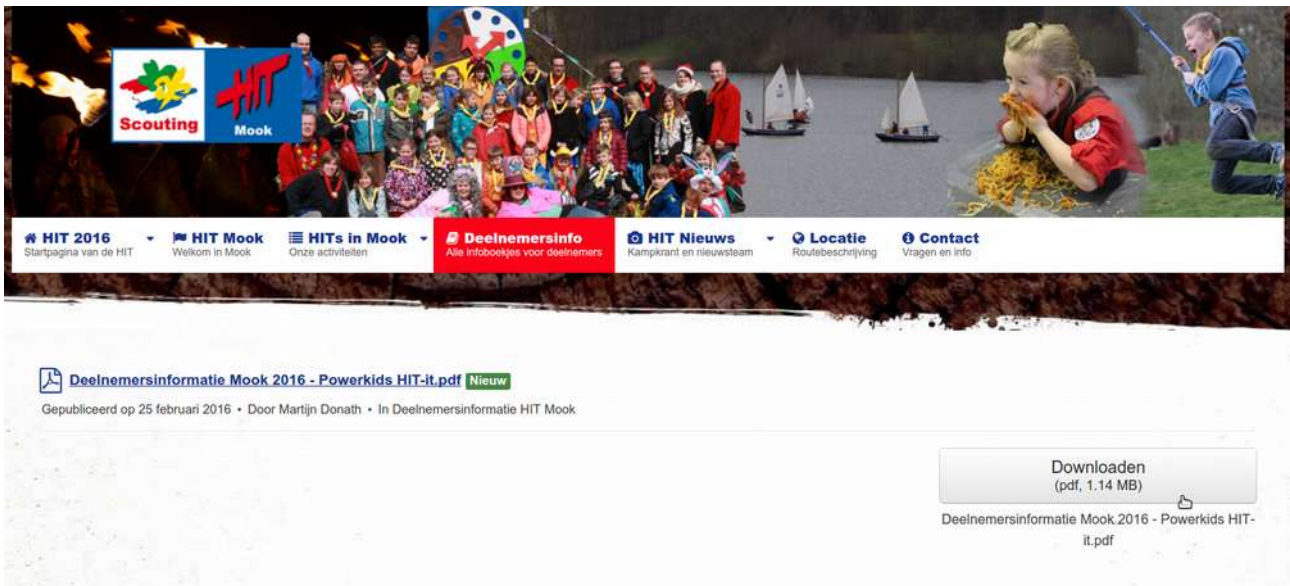 Scouting
HIT
Mook
HIT 2016
Startpagina van de HIT
HIT Mook
Welkom in Mook
HITs in Mook
Onze activiteiten
Deelnemersinfo
Alle infoboekjes voor deelnemers
HIT Nieuws
Kampkrant en nieuwsteam
Locatie
Routebeschrijving
Contact
Vragen en info
Deelnemersinformatie Mook 2016 - Powerkids HIT-it.pdf Nieuw
Gepubliceerd op 25 februari 2016 • Door Martijn Donath • In Deelnemersinformatie HIT Mook
Downloaden
(pdf, 1.14 MB)
Deelnemersinformatie Mook 2016 - Powerkids HIT-
it.pdf